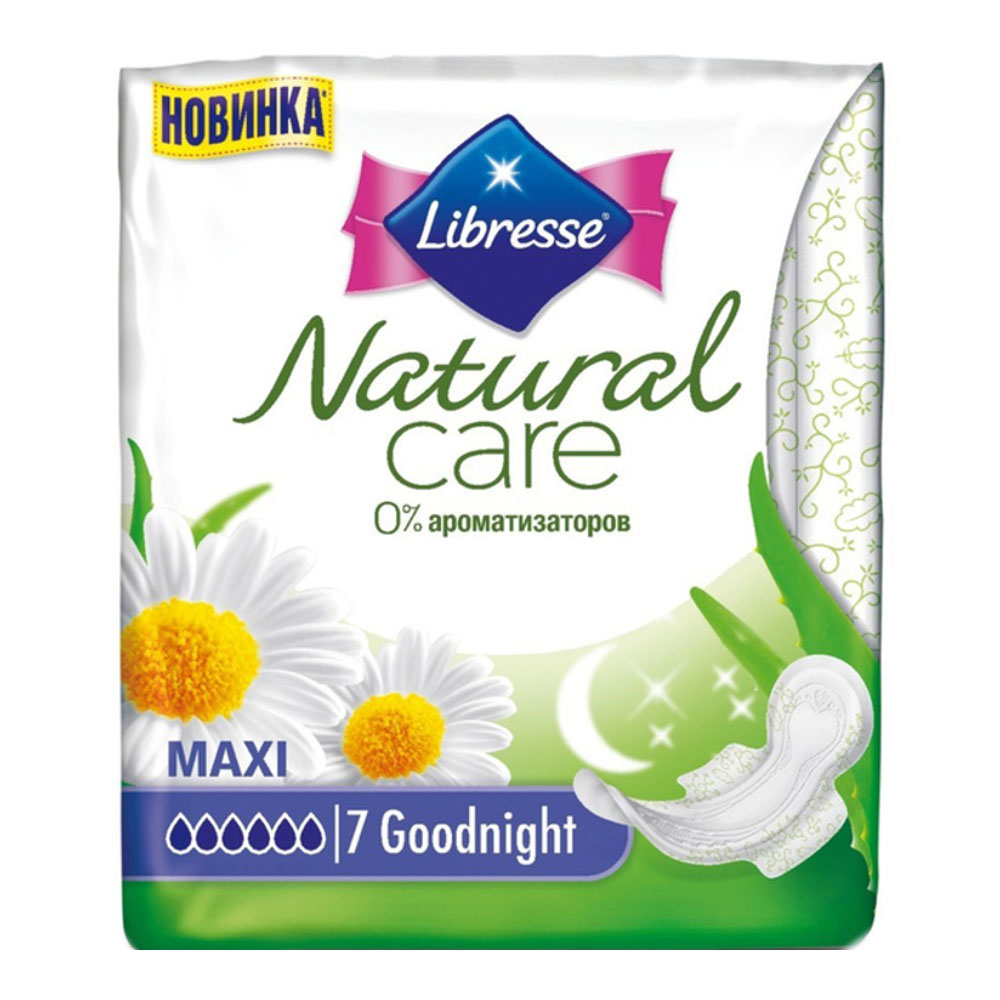 НОВИНКА*
Libresse®
Natural
care
0% ароматизаторов
MAXI
7 Goodnight